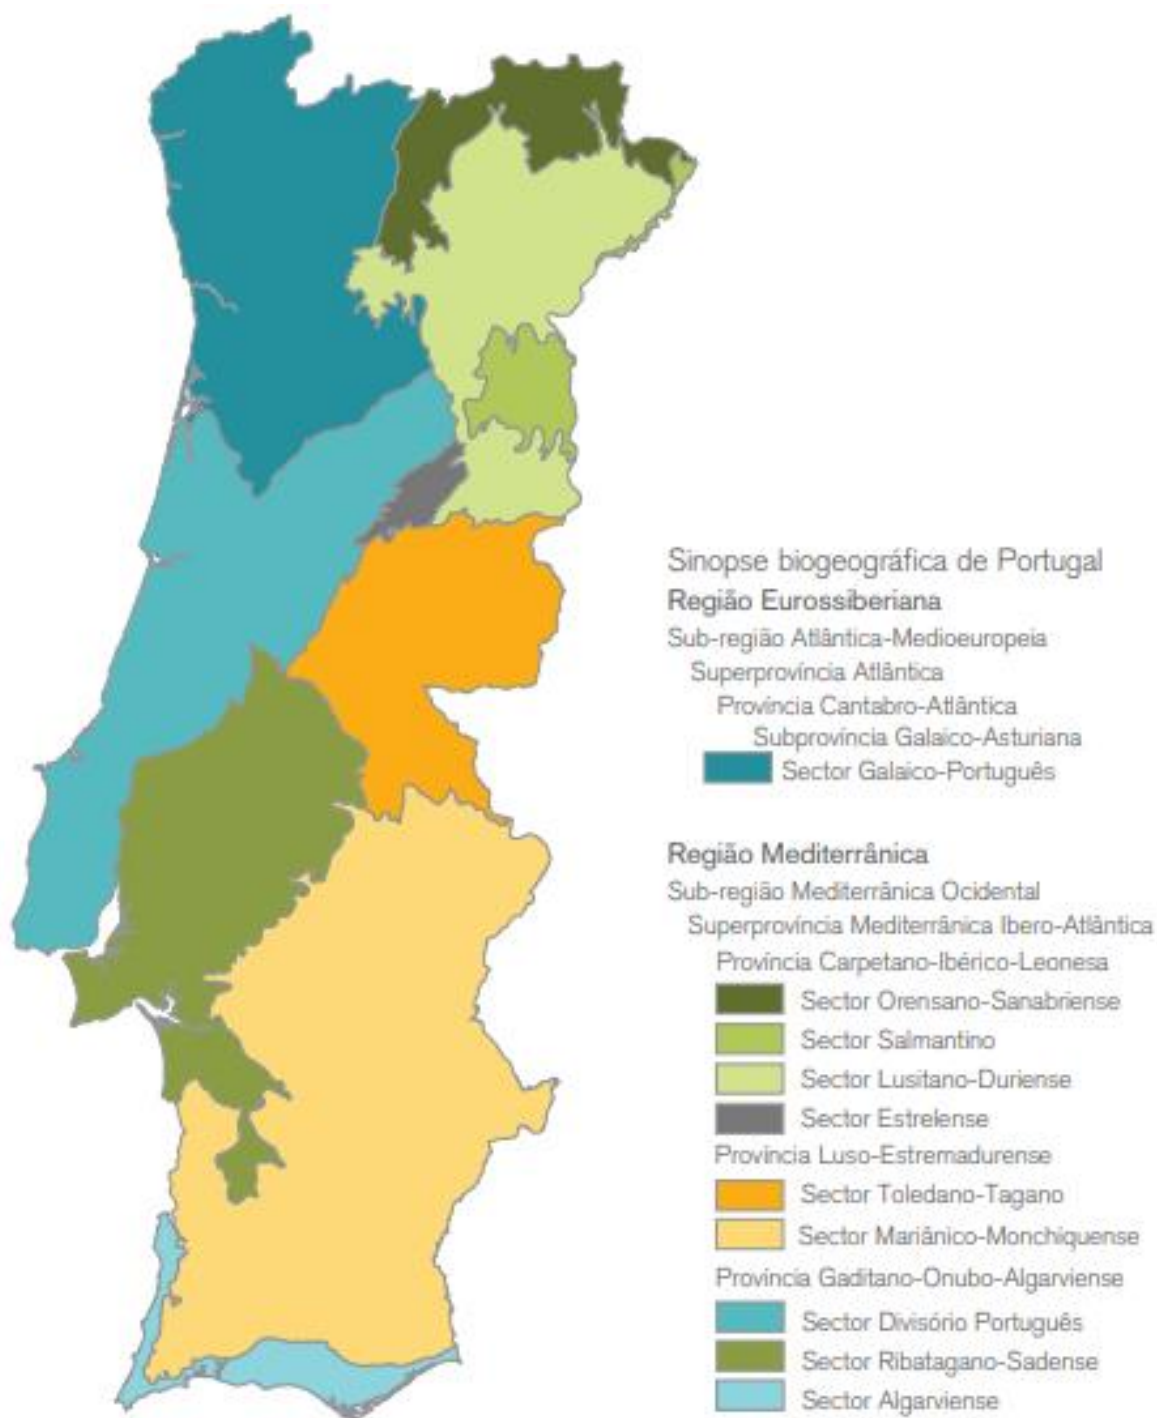 Sinopse biogeográfica de Portugal
Região Eurossiberiana
Sub-região Atlântica-Medioeuropeia
Superprovíncia Atlântica
Província Cantabro-Atlântica
Subprovíncia Galaico-Asturiana
Sector Galaico-Português
Região Mediterrânica
Sub-região Mediterrânica Ocidental
Superprovíncia Mediterrânica Ibero-Atlântica
Província Carpetano-Ibérico-Leonesa
Sector Orensano-Sanabriense
Sector Salmantino
Sector Lusitano-Duriense
Sector Estrelense
Província Luso-Estremadurense
Sector Toledano-Tagano
Sector Mariânico-Monchiquense
Província Gaditano-Onubo-Algarviense
Sector Divisório Português
Sector Ribatagano-Sadense
Sector Algarviense